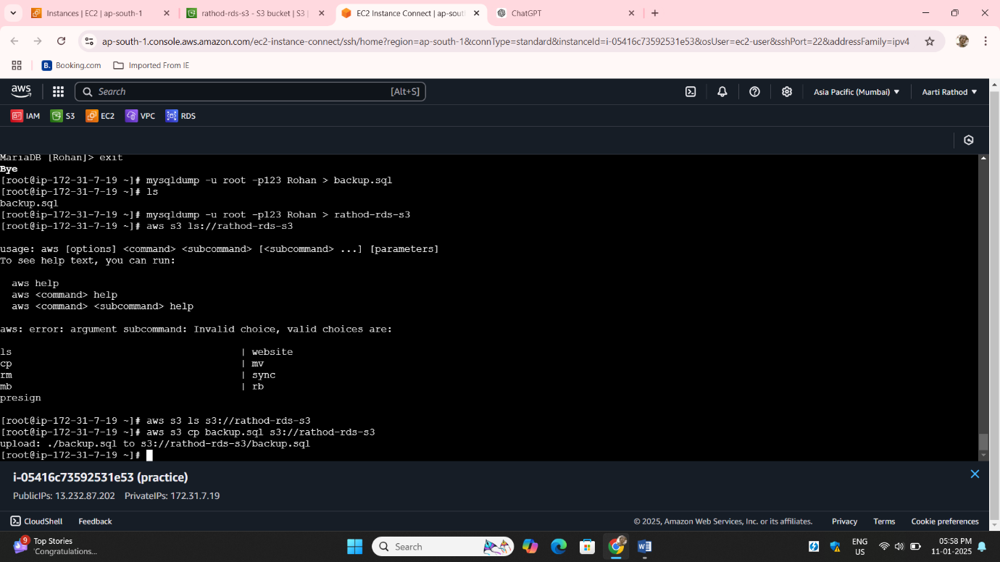 Instances | EC2 | ap-south-1
rathod-rds-s3 - S3 bucket | S3 |
EC2 Instance Connect | ap-sout
ChatGPT
ap-south-1.console.aws.amazon.com/ec2-instance-connect/ssh/home?region=ap-south-1&connType=standard&instanceId=i-05416c73592531e53&osUser=ec2-user&sshPort=22&addressFamily=ipv4
B. Booking.com
Imported From IE
aws
Search
[Alt+S]
Asia Pacific (Mumbai)
Aarti Rathod
IAM
S3
EC2
VPC
RDS
MariaDB [Rohan]> exit
Bye
[root@ip-172-31-7-19 ~]# mysqldump -u root -p123 Rohan > backup.sql
[root@ip-172-31-7-19 ~]# ls
backup.sql
[root@ip-172-31-7-19 ~]# mysqldump -u root -p123 Rohan > rathod-rds-s3
[root@ip-172-31-7-19 ~]# aws s3 ls://rathod-rds-s3
usage: aws [options] <command> <subcommand> [<subcommand> ...] [parameters]
To see help text, you can run:
aws help
aws <command> help
aws <command> <subcommand> help
aws: error: argument subcommand: Invalid choice, valid choices are:
ls | website
cp | mv
rm | sync
mb | rb
presign
[root@ip-172-31-7-19 ~]# aws s3 ls s3://rathod-rds-s3
[root@ip-172-31-7-19 ~]# aws s3 cp backup.sql s3://rathod-rds-s3
upload: ./backup.sql to s3://rathod-rds-s3/backup.sql
[root@ip-172-31-7-19 ~]#
i-05416c73592531e53 (practice)
PublicIPs: 13.232.87.202 PrivateIPs: 172.31.7.19
CloudShell
Feedback
© 2025, Amazon Web Services, Inc. or its affiliates.
Privacy
Terms
Cookie preferences
9
Top Stories
'Congratulations...
Search
ENG
US
05:58 PM
11-01-2025